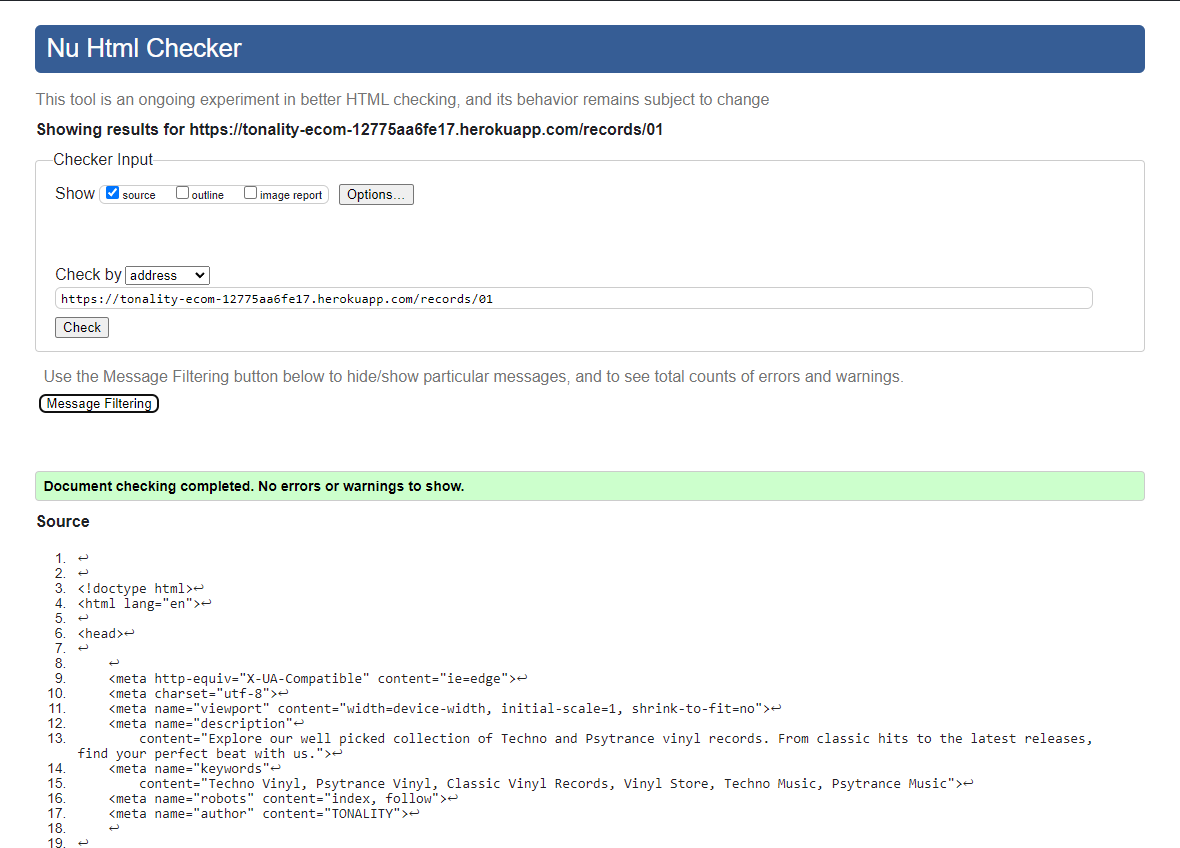 Nu Html Checker
This tool is an ongoing experiment in better HTML checking, and its behavior remains subject to change
Showing results for https://tonality-ecom-12775aa6fe17.herokuapp.com/records/01
Checker Input
Show source outline image report Options...
Check by address
https://tonality-ecom-12775aa6fe17.herokuapp.com/records/01
Check
Use the Message Filtering button below to hide/show particular messages, and to see total counts of errors and warnings.
Message Filtering
Document checking completed. No errors or warnings to show.
Source
1. ↩
2. ↩
3. <!doctype html>↩
4. <html lang="en">↩
5. ↩
6. <head>↩
7. ↩
8. ↩
9. <meta http-equiv="X-UA-Compatible" content="ie=edge">↩
10. <meta charset="utf-8">↩
11. <meta name="viewport" content="width=device-width, initial-scale=1, shrink-to-fit=no">↩
12. <meta name="description"↩
13. content="Explore our well picked collection of Techno and Psytrance vinyl records. From classic hits to the latest releases,
find your perfect beat with us.">↩
14. <meta name="keywords"↩
15. content="Techno Vinyl, Psytrance Vinyl, Classic Vinyl Records, Vinyl Store, Techno Music, Psytrance Music">↩
16. <meta name="robots" content="index, follow">↩
17. <meta name="author" content="TONALITY">↩
18. ↩
19. ↩